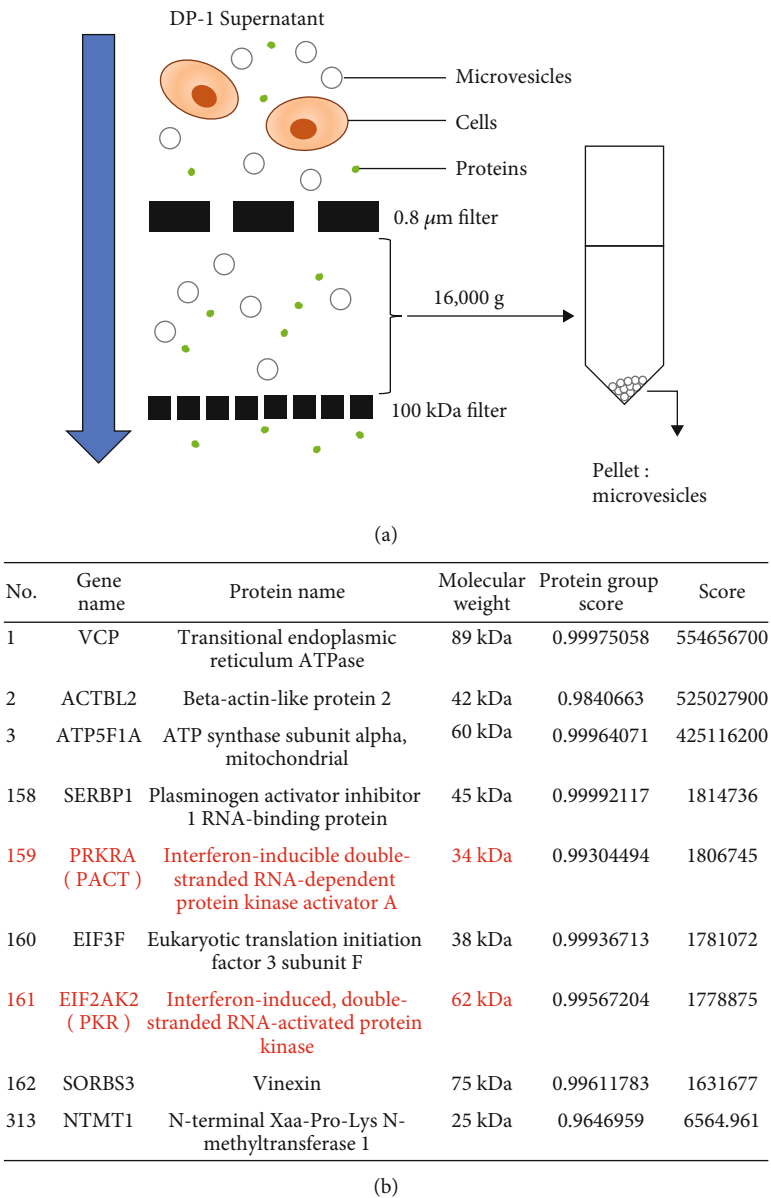 DP-1 Supernatant
Microvesicles
Cells
Proteins
0.8 μm filter
16,000 g
100 kDa filter
Pellet :
microvesicles
(a)
No. Gene name Protein name Molecular weight Protein group score Score
1 VCP Transitional endoplasmic reticulum ATPase 89 kDa 0.99975058 554656700
2 ACTBL2 Beta-actin-like protein 2 42 kDa 0.9840663 525027900
3 ATP5F1A ATP synthase subunit alpha, mitochondrial 60 kDa 0.99964071 425116200
158 SERBP1 Plasminogen activator inhibitor 1 RNA-binding protein 45 kDa 0.99992117 1814736
159 PRKRA ( PACT ) Interferon-inducible double-stranded RNA-dependent protein kinase activator A 34 kDa 0.99304494 1806745
160 EIF3F Eukaryotic translation initiation factor 3 subunit F 38 kDa 0.99936713 1781072
161 EIF2AK2 ( PKR ) Interferon-induced, double-stranded RNA-activated protein kinase 62 kDa 0.99567204 1778875
162 SORBS3 Vinexin 75 kDa 0.99611783 1631677
313 NTMT1 N-terminal Xaa-Pro-Lys N-methyltransferase 1 25 kDa 0.9646959 6564.961
(b)